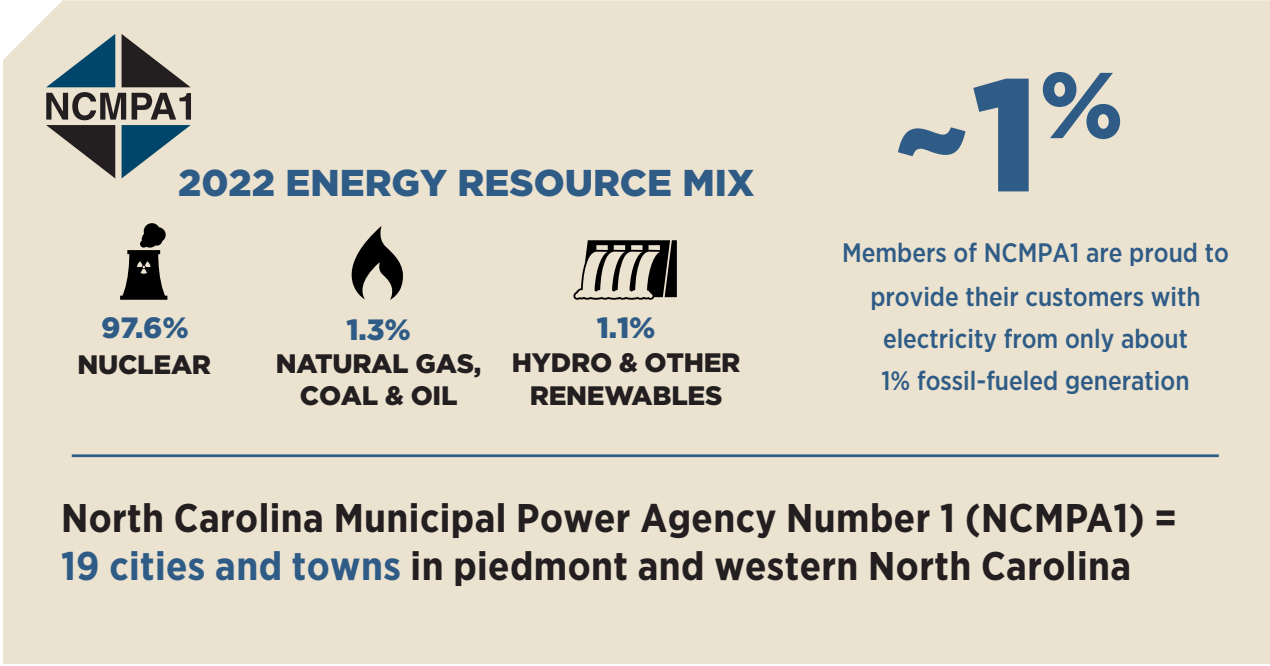 NCMPA1
2022 ENERGY RESOURCE MIX
97.6%
NUCLEAR
1.3%
NATURAL GAS,
COAL & OIL
1.1%
HYDRO & OTHER
RENEWABLES
~1%
Members of NCMPA1 are proud to
provide their customers with
electricity from only about
1% fossil-fueled generation
North Carolina Municipal Power Agency Number 1 (NCMPA1) =
19 cities and towns in piedmont and western North Carolina